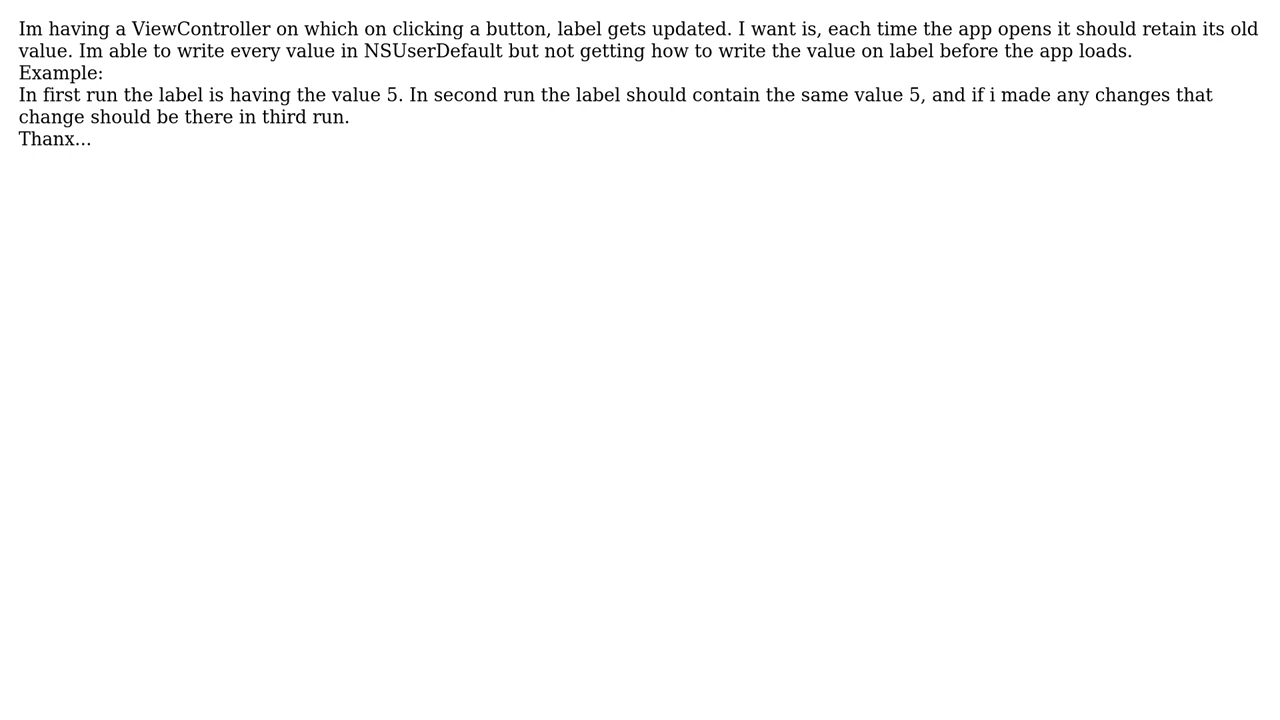 Im having a ViewController on which on clicking a button, label gets updated. I want is, each time the app opens it should retain its old
value. Im able to write every value in NSUserDefault but not getting how to write the value on label before the app loads.
Example:
In first run the label is having the value 5. In second run the label should contain the same value 5, and if i made any changes that
change should be there in third run.
Thanx...